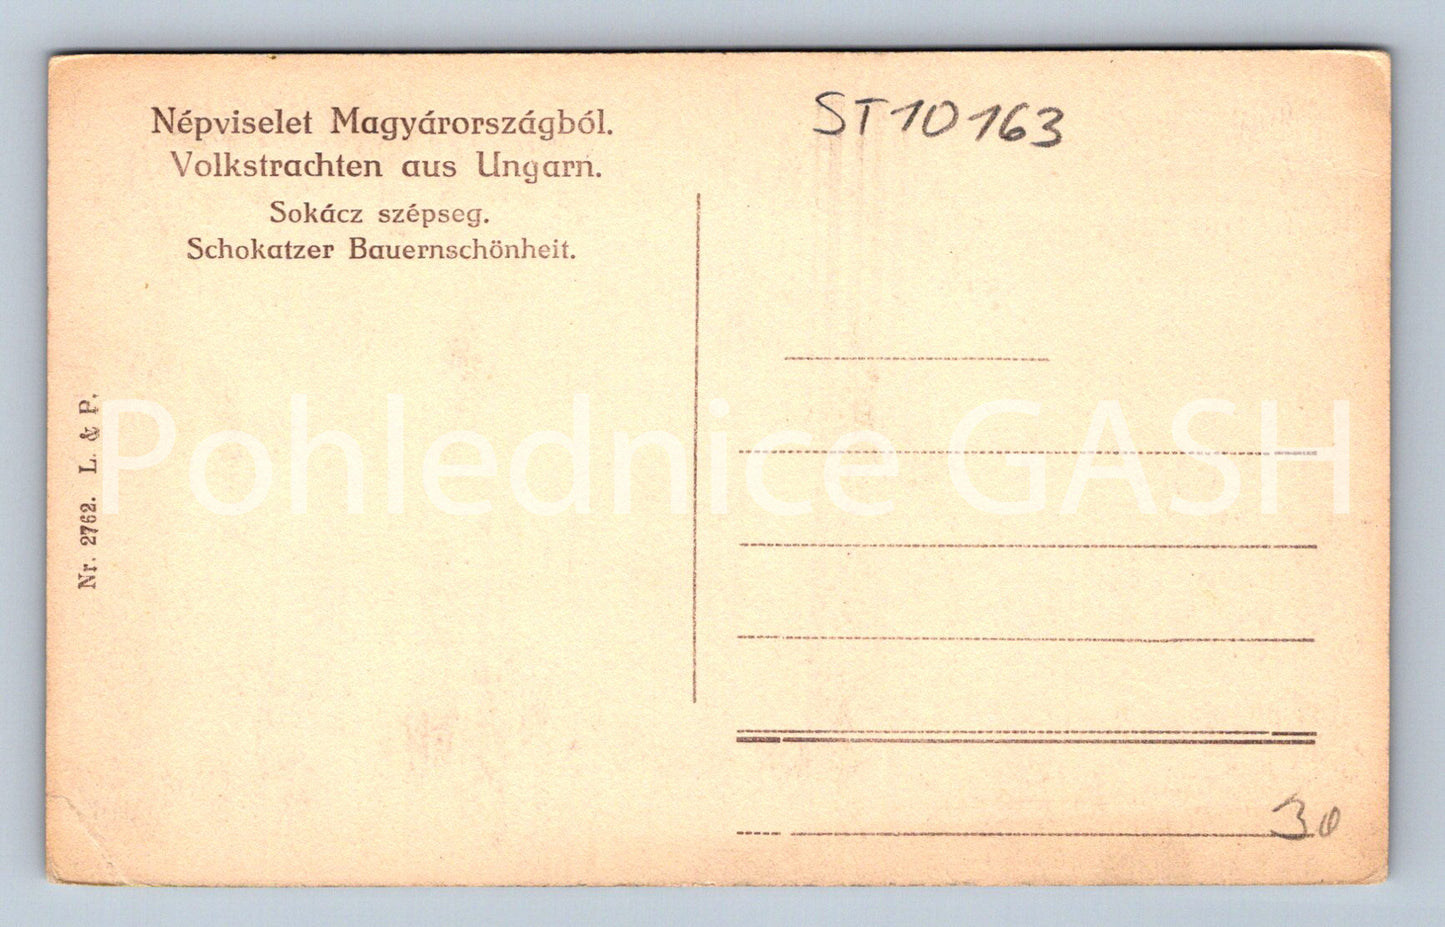 Népviselet Magyárországból.
Volkstrachten aus Ungarn.
Sokácz szépseg.
Schokatzer Bauernschönheit.
ST10163
Nr. 2762. L. & P.
Pohlednice GASH
30